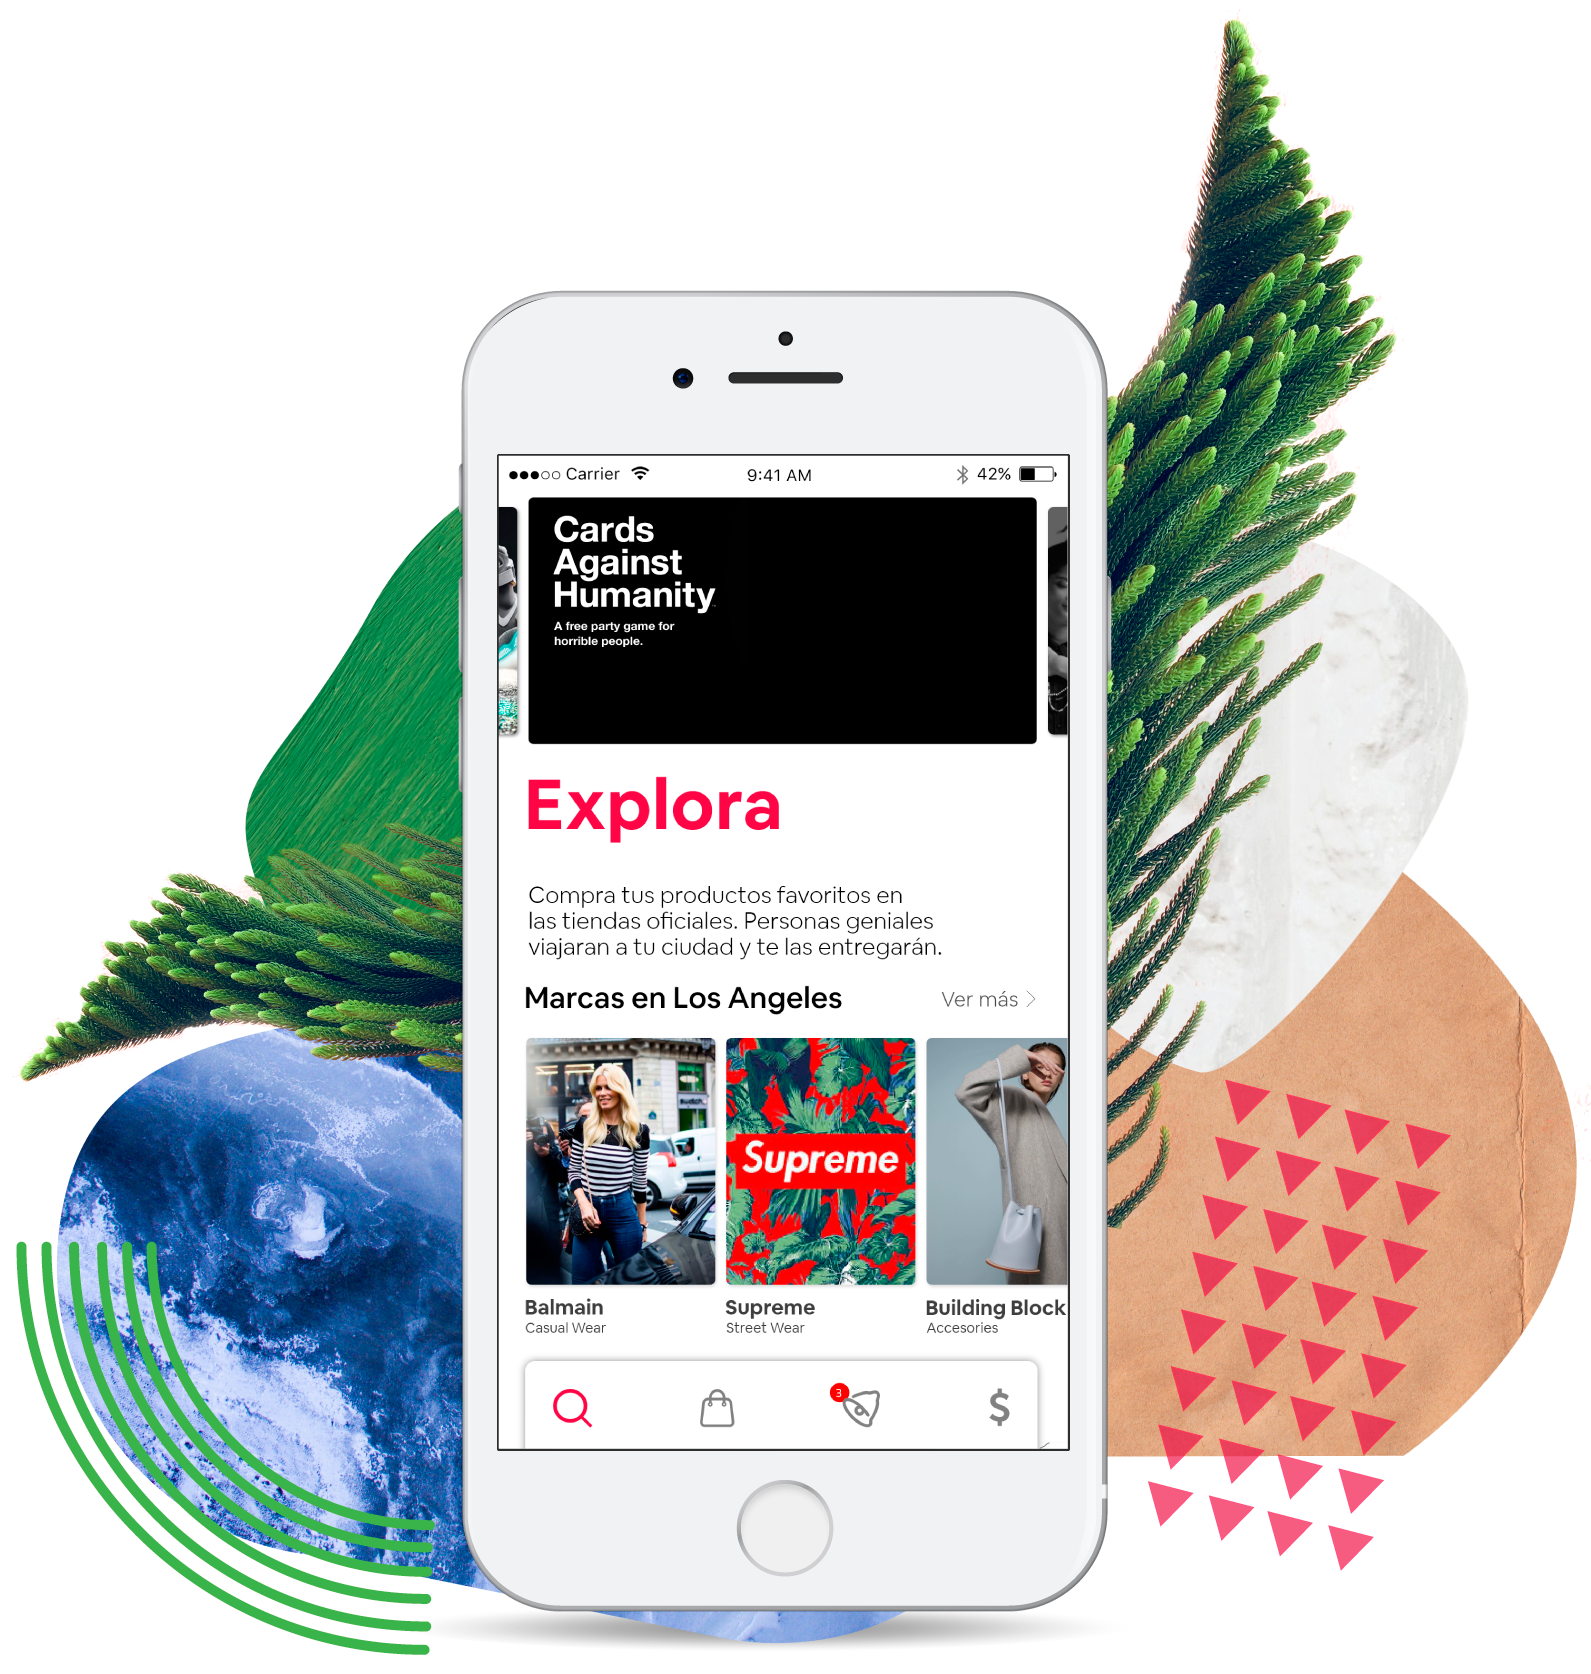 Carrier 9:41 AM 42%
Cards
Against
Humanity
A free party game for
horrible people.
Explora
Compra tus productos favoritos en
las tiendas oficiales. Personas geniales
viajaran a tu ciudad y te las entregarán.
Marcas en Los Angeles Ver más
Supreme
Balmain Supreme Building Block
Casual Wear Street Wear Accesories
3
$